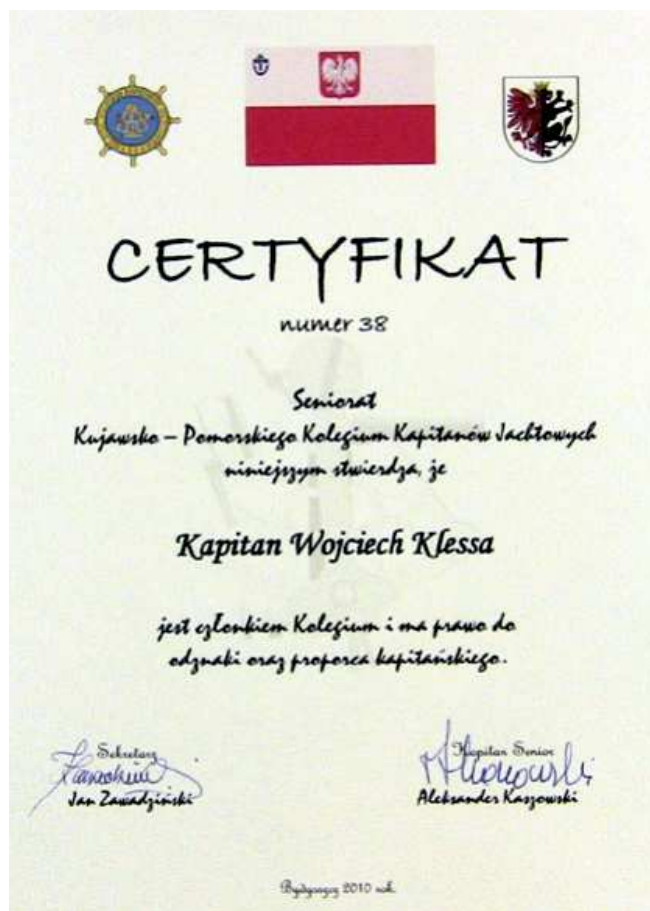 CERTYFIKAT
numer 38
Seniorat
Kujawsko – Pomorskiego Kolegium Kapitanów Jachtowych
niniejszym stwierdza, że
Kapitan Wojciech Klessa
jest członkiem Kolegium i ma prawo do
odznaki oraz proporca kapitańskiego.
Sekretarz
Jan Zawadziński
Kapitan Senior
Aleksander Kaszowski
Bydgoszcz 2010 rok.